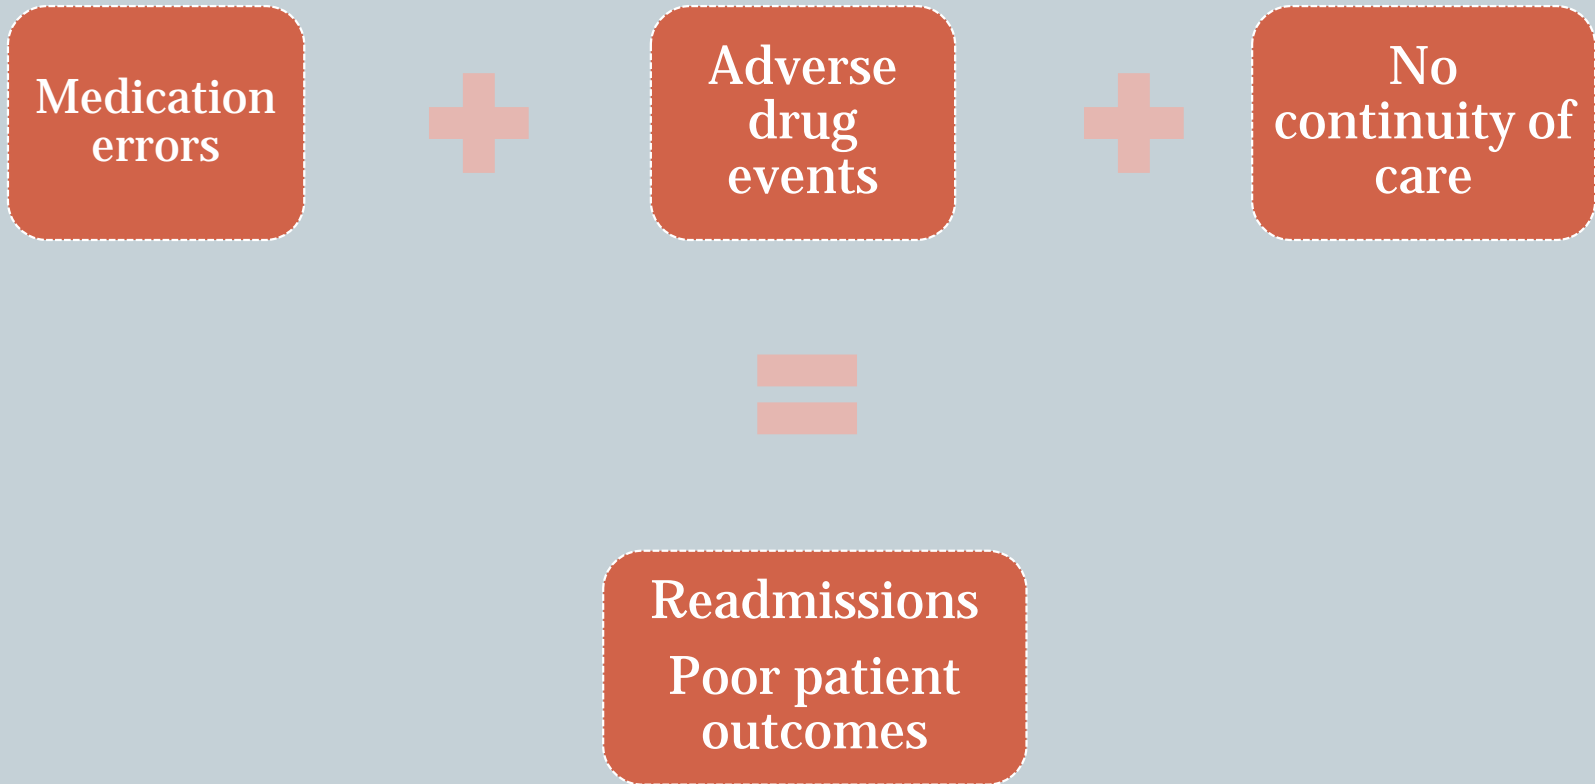 Medication
errors
Adverse
drug
events
No
continuity of
care
Readmissions
Poor patient
outcomes